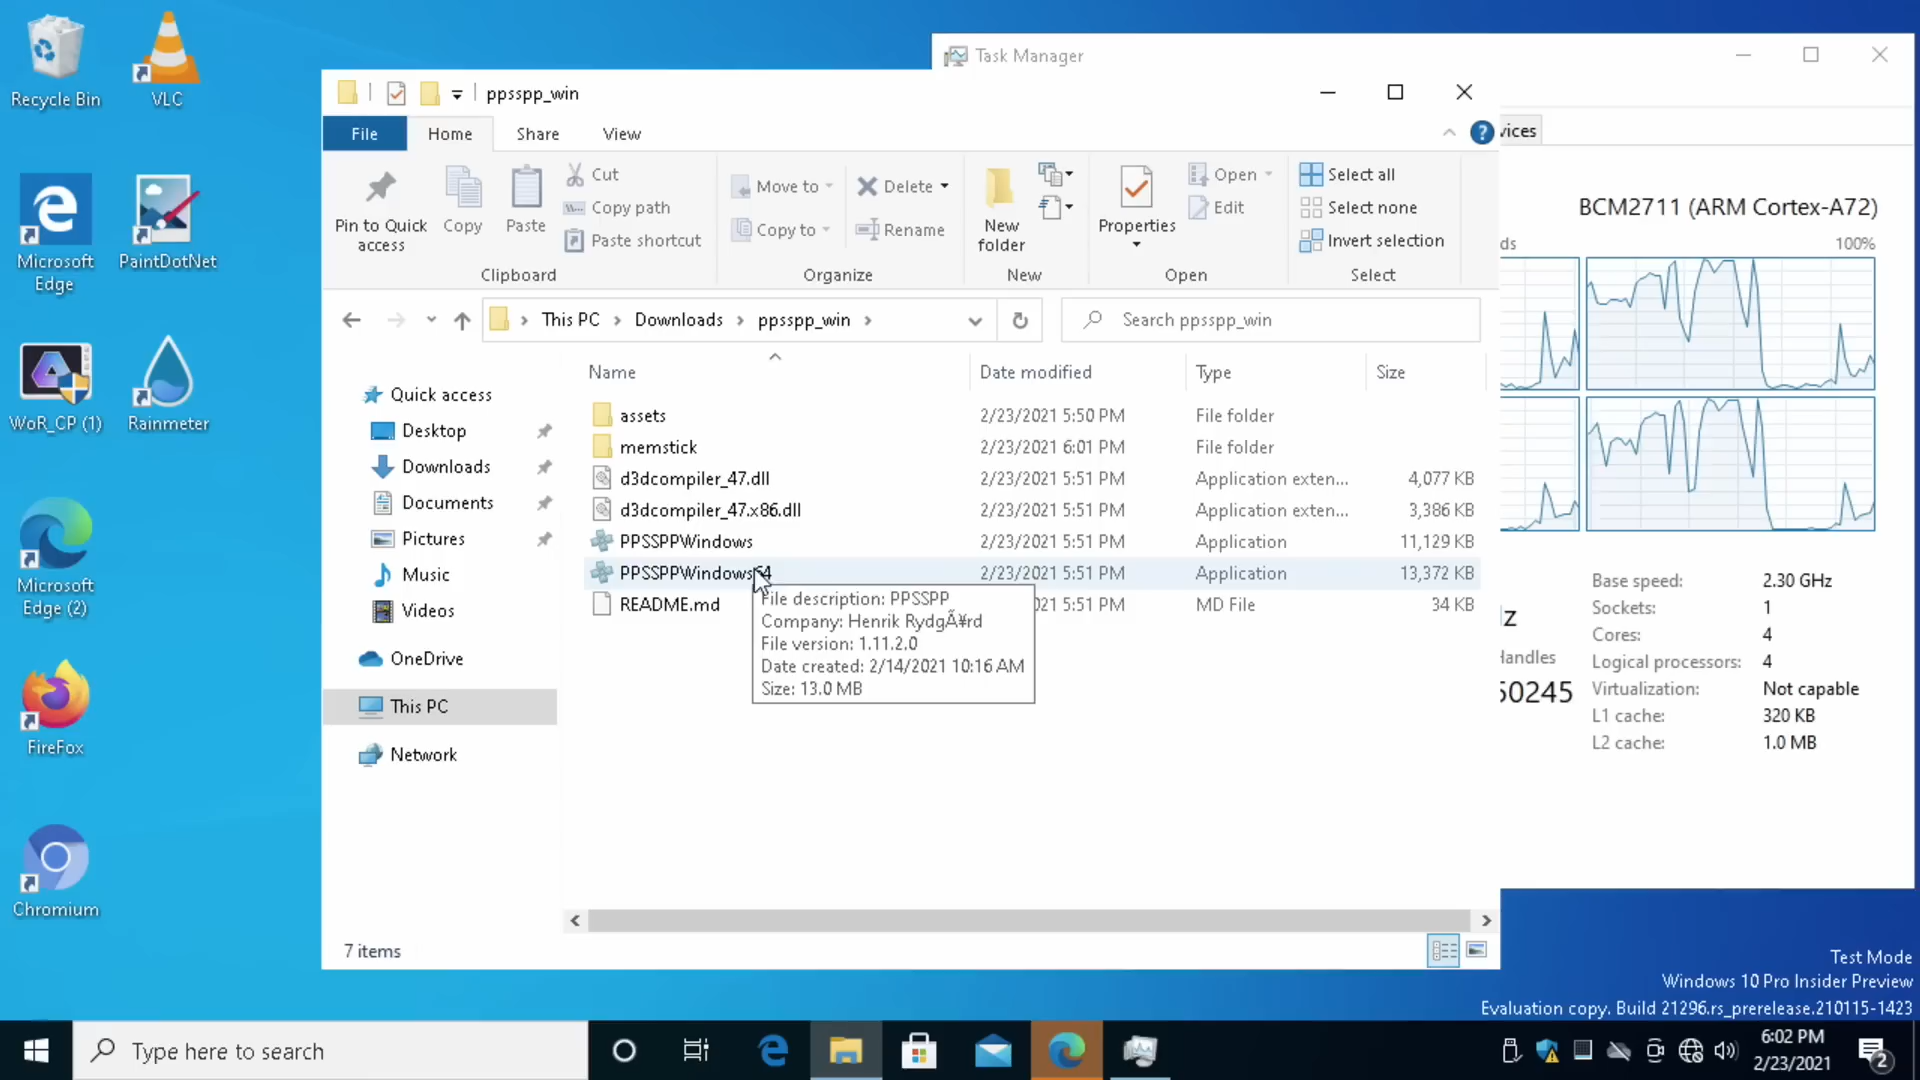 Recycle Bin
VLC
Microsoft Edge
PaintDotNet
WoR_CP (1)
Rainmeter
Microsoft Edge (2)
FireFox
Chromium
Task Manager
ppsspp_win
File Home Share View
Pin to Quick access
Copy
Paste
Cut
Copy path
Paste shortcut
Clipboard
Move to
Copy to
Delete
Rename
Organize
New folder
New
Properties
Open
Edit
Open
Select all
Select none
Invert selection
Select
This PC Downloads ppsspp_win
Search ppsspp_win
Quick access
Desktop
Downloads
Documents
Pictures
Music
Videos
OneDrive
This PC
Network
Name Date modified Type Size
assets 2/23/2021 5:50 PM File folder
memstick 2/23/2021 6:01 PM File folder
d3dcompiler_47.dll 2/23/2021 5:51 PM Application exten... 4,077 KB
d3dcompiler_47.x86.dll 2/23/2021 5:51 PM Application exten... 3,386 KB
PPSSPPWindows 2/23/2021 5:51 PM Application 11,129 KB
PPSSPPWindows64 2/23/2021 5:51 PM Application 13,372 KB
README.md 021 5:51 PM MD File 34 KB
File description: PPSSPP
Company: Henrik RydgÃ¥rd
File version: 1.11.2.0
Date created: 2/14/2021 10:16 AM
Size: 13.0 MB
7 items
vices
BCM2711 (ARM Cortex-A72)
ds 100%
Hz
Handles
50245
Base speed: 2.30 GHz
Sockets: 1
Cores: 4
Logical processors: 4
Virtualization: Not capable
L1 cache: 320 KB
L2 cache: 1.0 MB
Test Mode
Windows 10 Pro Insider Preview
Evaluation copy. Build 21296.rs_prerelease.210115-1423
Type here to search
6:02 PM
2/23/2021
2